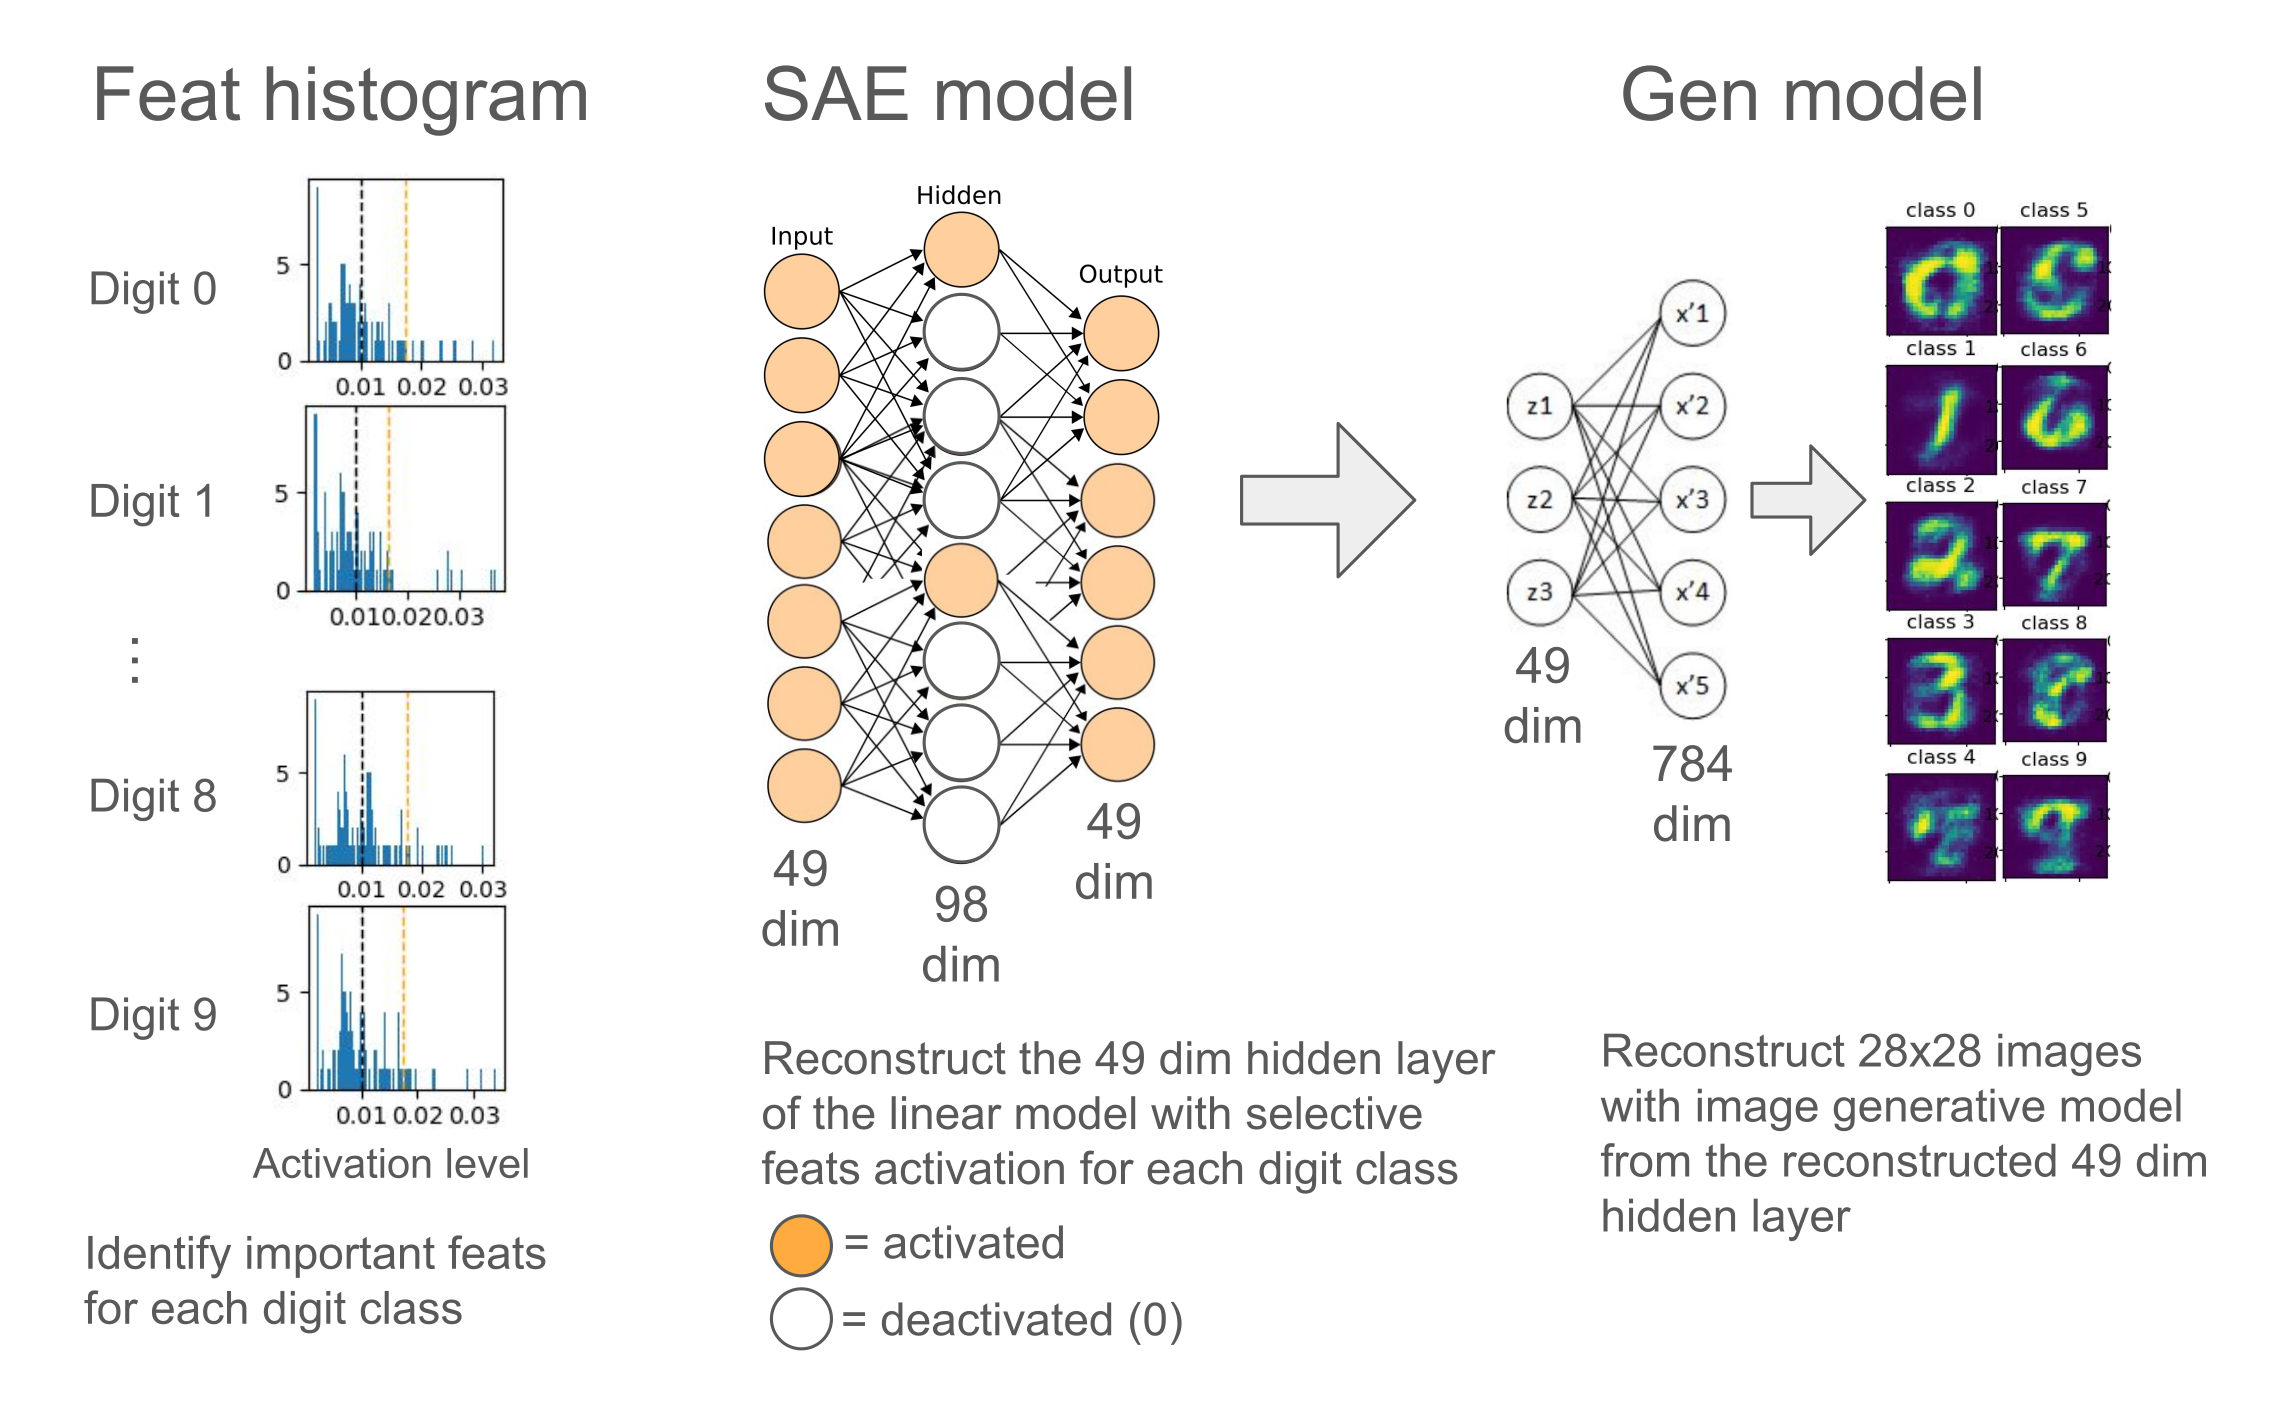 Feat histogram
Digit 0
5
0
0.01 0.02 0.03
Digit 1
5
0
0.010.020.03
⋮
Digit 8
5
0
0.01 0.02 0.03
Digit 9
5
0
0.01 0.02 0.03
Activation level
Identify important feats
for each digit class
SAE model
Hidden
Input
Output
49
dim
98
dim
49
dim
Reconstruct the 49 dim hidden layer
of the linear model with selective
feats activation for each digit class
= activated
= deactivated (0)
Gen model
z1
z2
z3
49
dim
x'1
x'2
x'3
x'4
x'5
784
dim
class 0 class 5
class 1 class 6
class 2 class 7
class 3 class 8
class 4 class 9
Reconstruct 28x28 images
with image generative model
from the reconstructed 49 dim
hidden layer